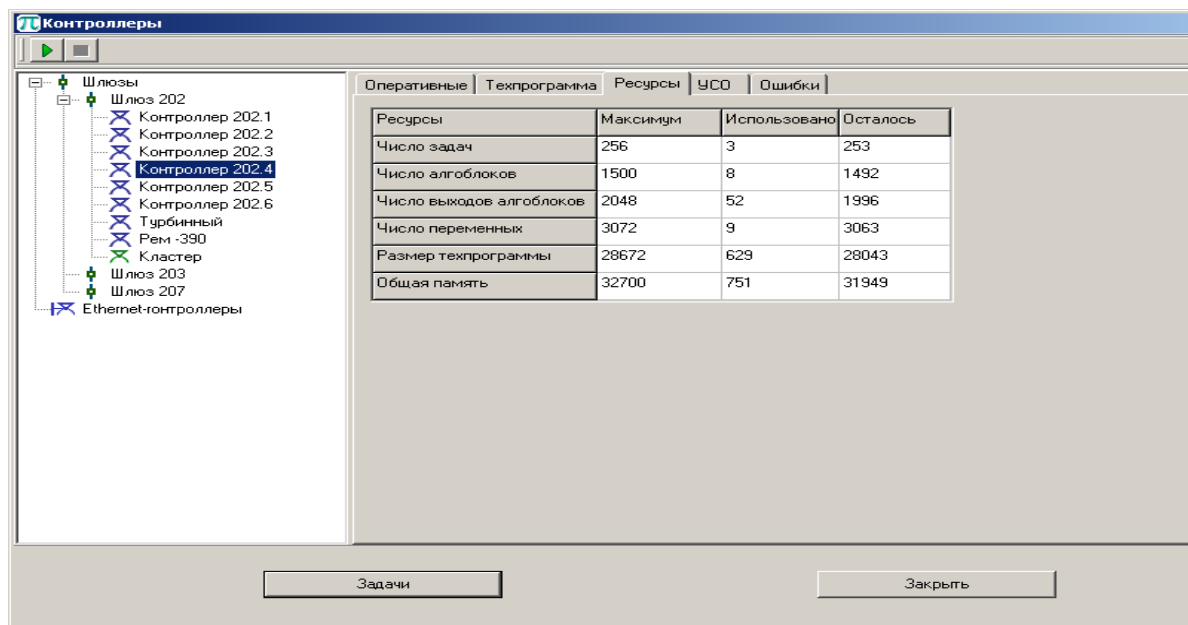 Контроллеры
Шлюзы
Шлюз 202
Контроллер 202.1
Контроллер 202.2
Контроллер 202.3
Контроллер 202.4
Контроллер 202.5
Контроллер 202.6
Турбинный
Рем -390
Кластер
Шлюз 203
Шлюз 207
Ethernet-гонтроллеры
Оперативные Техпрограмма Ресурсы УСО Ошибки
Ресурсы Максимум Использовано Осталось
Число задач 256 3 253
Число алгоблоков 1500 8 1492
Число выходов алгоблоков 2048 52 1996
Число переменных 3072 9 3063
Размер техпрограммы 28672 629 28043
Общая память 32700 751 31949
Задачи Закрыть